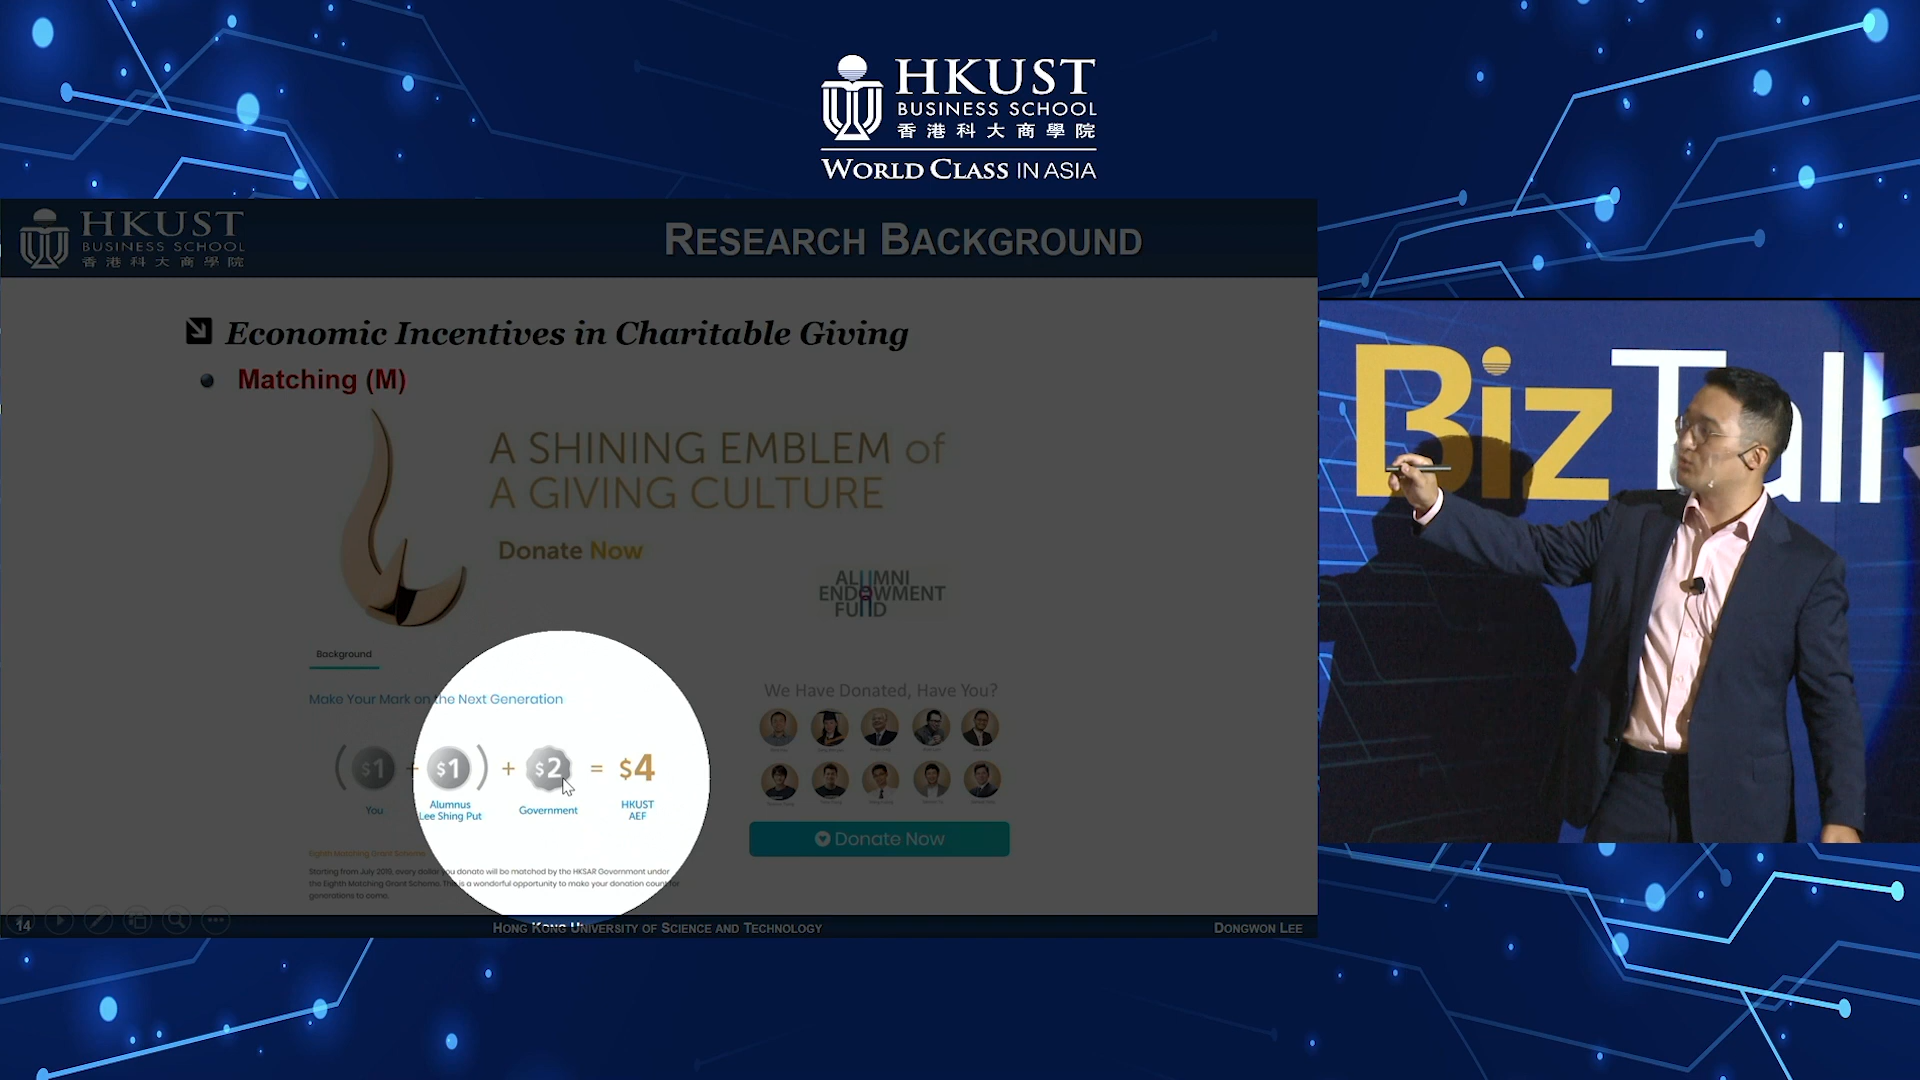 HKUST
BUSINESS SCHOOL
香港科大商學院
WORLD CLASS IN ASIA
HKUST
BUSINESS SCHOOL
香港科大商學院
RESEARCH BACKGROUND
Economic Incentives in Charitable Giving
Matching (M)
A SHINING EMBLEM of
A GIVING CULTURE
Donate Now
ALUMNI
ENDOWMENT
FUND
Background
Make Your Mark on the Next Generation
($1 + $1) + $2 = $4
You
Alumnus
Lee Shing Put
Government
HKUST
AEF
We Have Donated, Have You?
Donate Now
Eighth Matching Grant Scheme
Starting from July 2019, every dollar you donate will be matched by the HKSAR Government under
the Eighth Matching Grant Scheme. This is a wonderful opportunity to make your donation count for
generations to come.
14
HONG KONG UNIVERSITY OF SCIENCE AND TECHNOLOGY
DONGWON LEE
BizTalk